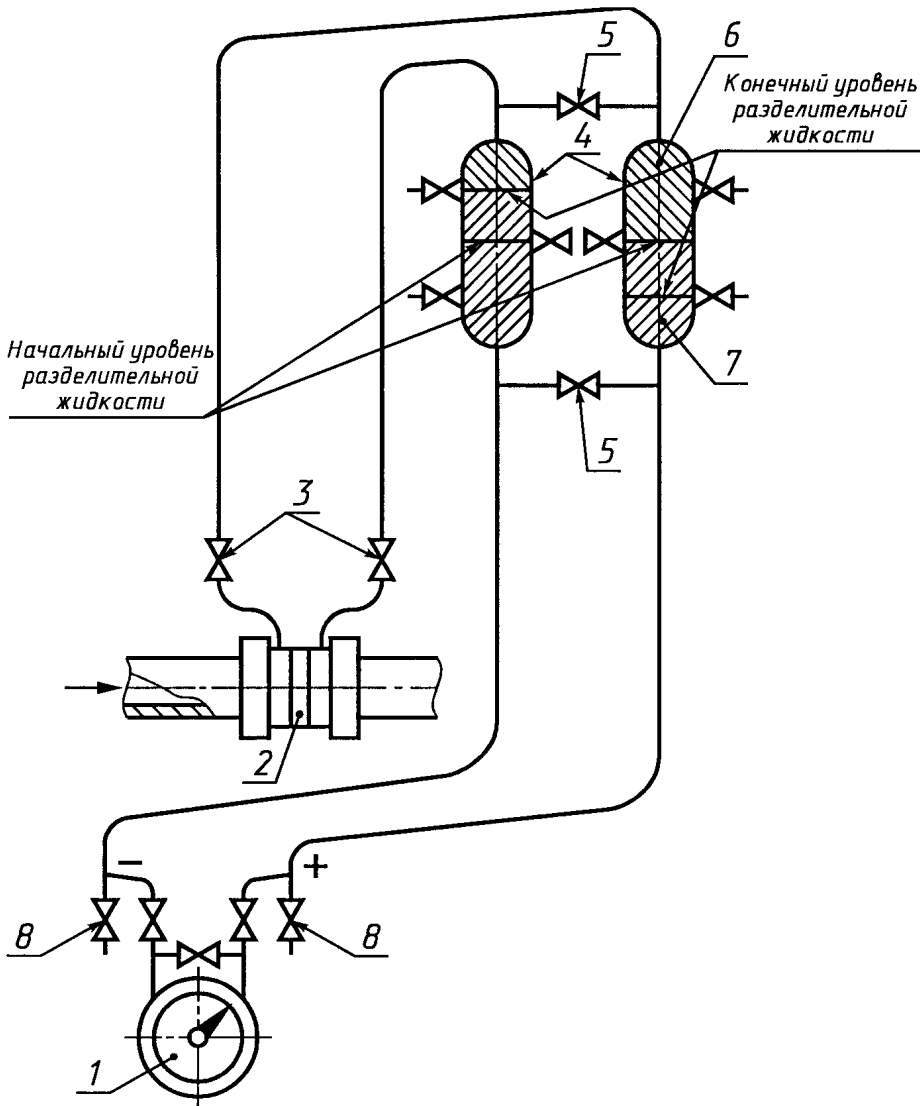 5
6
Конечный уровень
разделительной
жидкости
4
Начальный уровень
разделительной
жидкости
7
5
3
2
− +
8
8
1